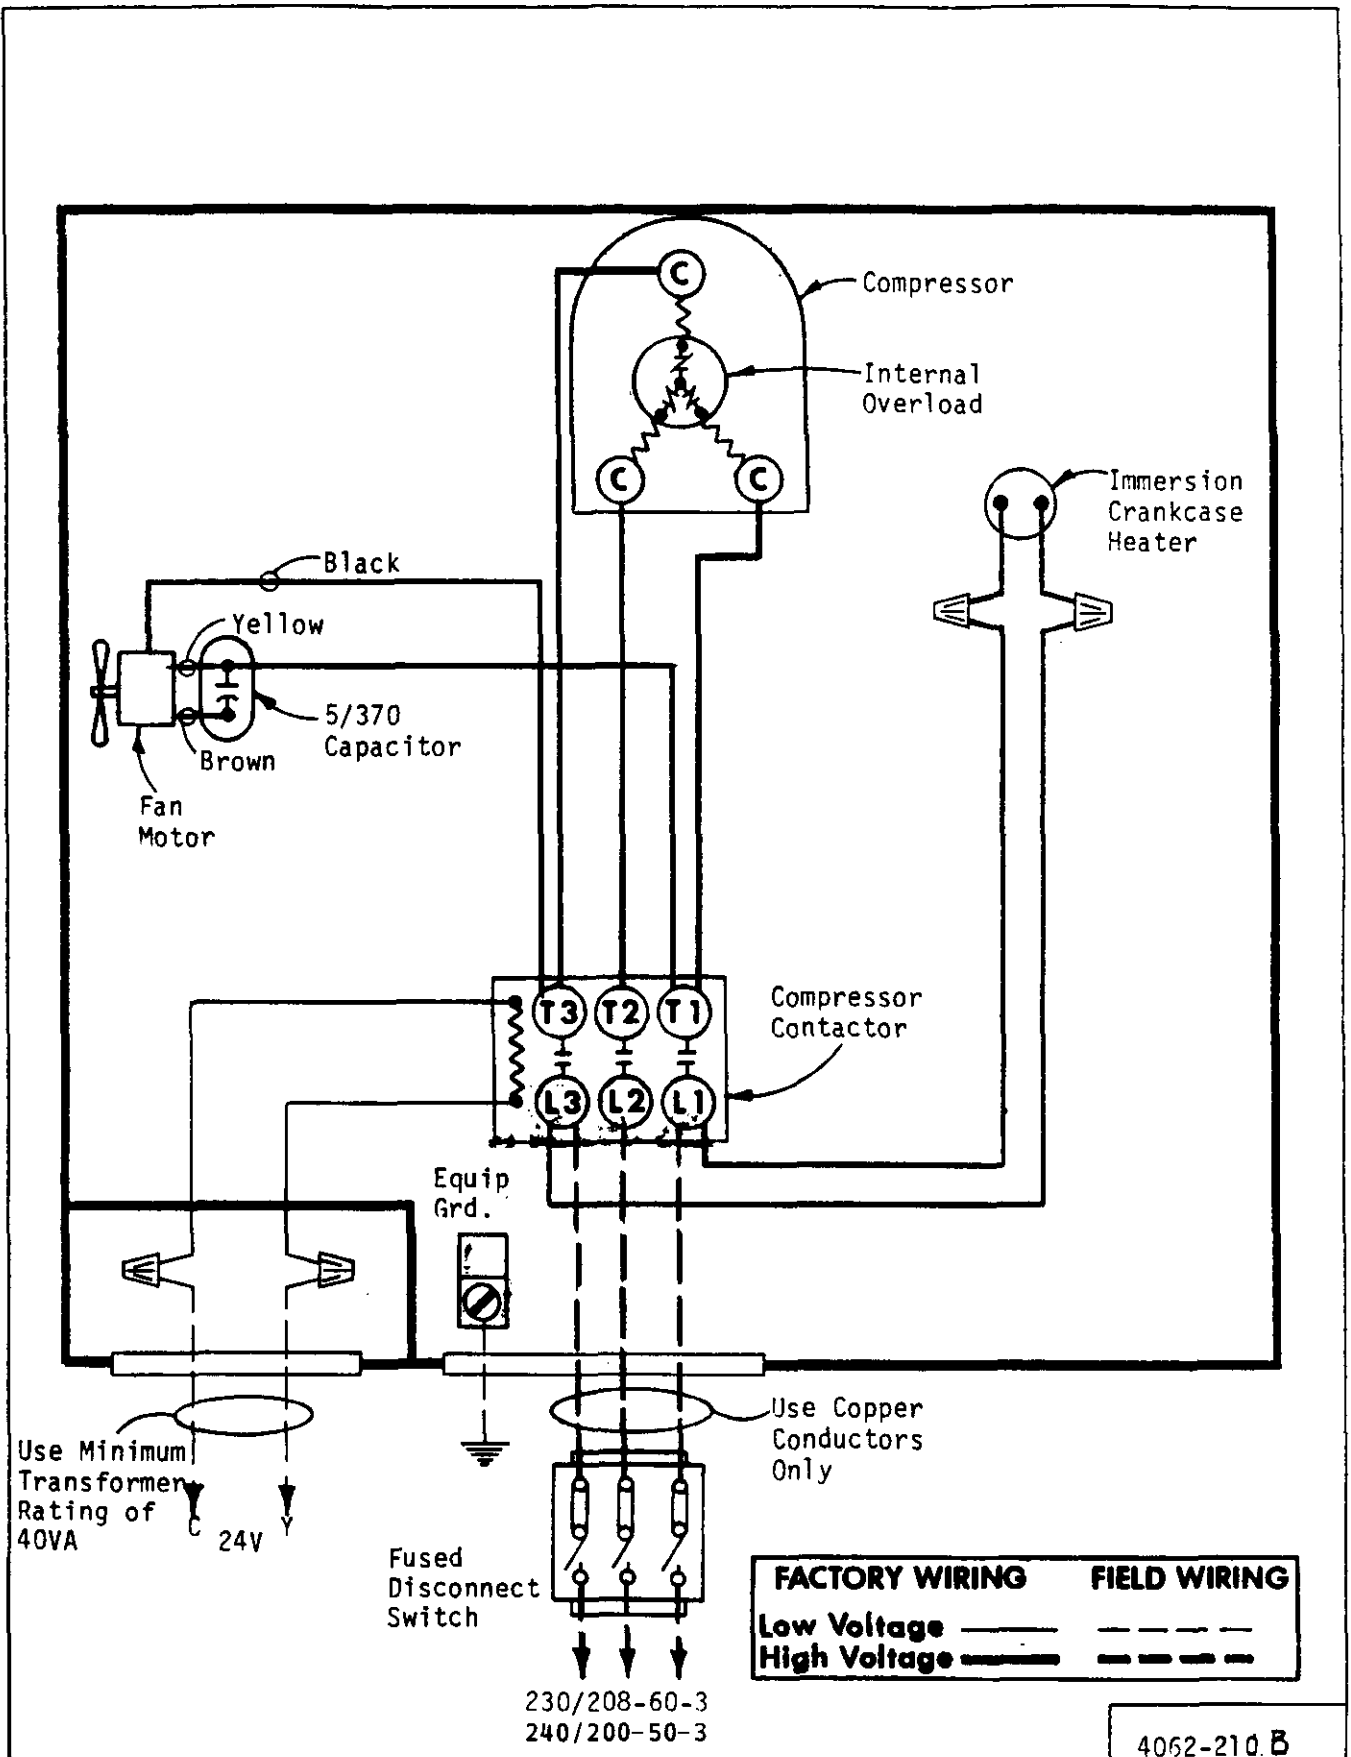 C
Compressor
Internal
Overload
C
C
Immersion
Crankcase
Heater
Black
Yellow
5/370
Capacitor
Brown
Fan
Motor
T3
T2
T1
Compressor
Contactor
L3
L2
L1
Equip
Grd.
Use Minimum
Transformer
Rating of
40VA
C
24V
Y
Use Copper
Conductors
Only
Fused
Disconnect
Switch
FACTORY WIRING
FIELD WIRING
Low Voltage
High Voltage
230/208-60-3
240/200-50-3
4062-210 B